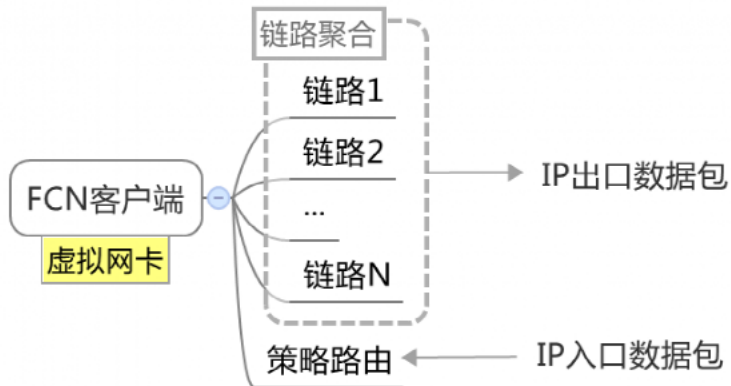 链路聚合
链路1
链路2
...
链路N
FCN客户端
虚拟网卡
IP出口数据包
策略路由
IP入口数据包